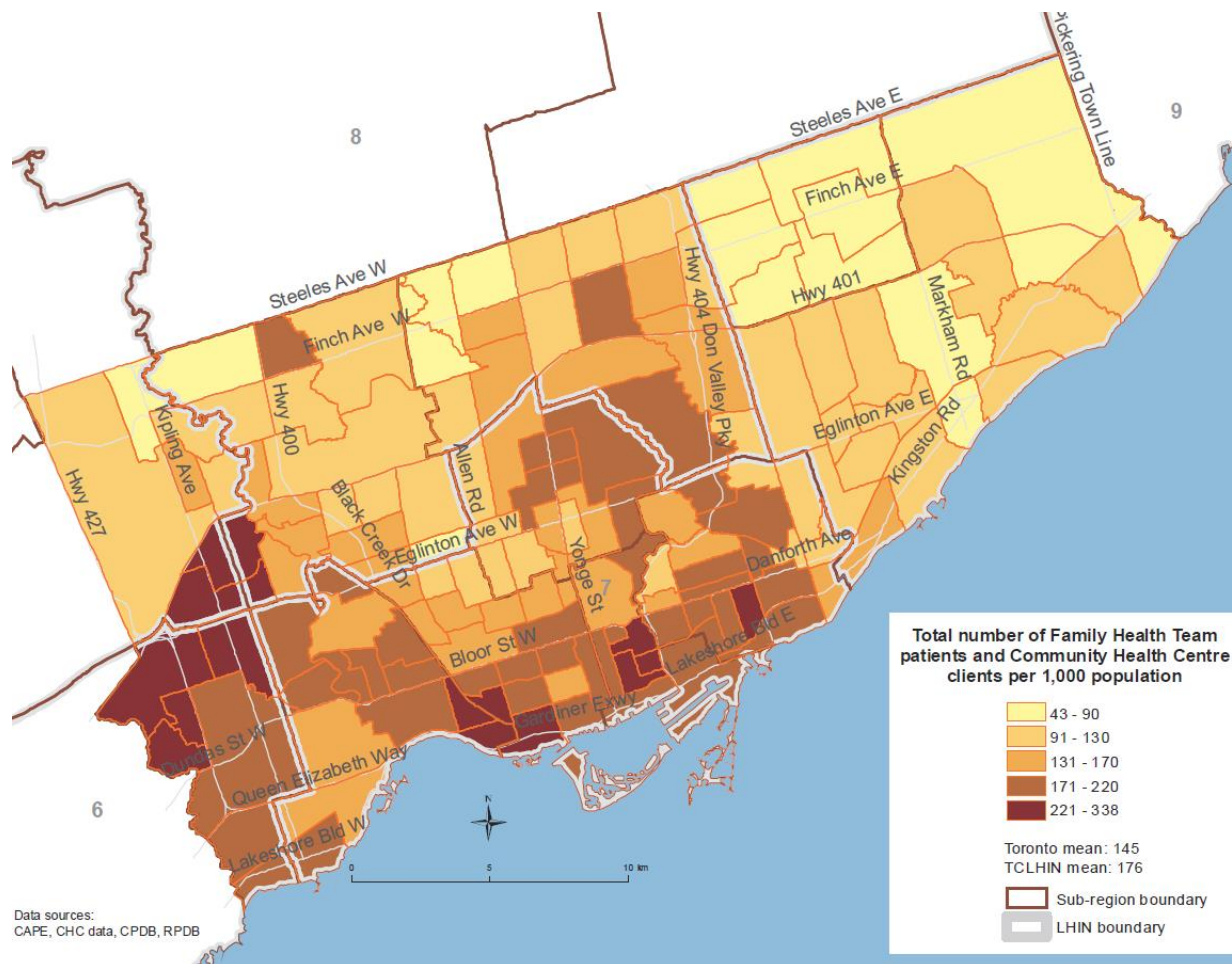 8
9
Pickering Town Line
Steeles Ave E
Finch Ave E
Steeles Ave W
Finch Ave W
Hwy 404
Don Valley Pky
Hwy 401
Markham Rd
Kipling Ave
Hwy 400
Hwy 427
Allen Rd
Black Creek Dr
Eglinton Ave W
Eglinton Ave E
Kingston Rd
Danforth Ave
Yonge St
7
Bloor St W
Lakeshore Bld E
Gardiner Expwy
Dundas St W
Queen Elizabeth Way
6
Lakeshore Bld W
N
0 5 10 km
Data sources:
CAPE, CHC data, CPDB, RPDB
Total number of Family Health Team
patients and Community Health Centre
clients per 1,000 population
43 - 90
91 - 130
131 - 170
171 - 220
221 - 338
Toronto mean: 145
TCLHIN mean: 176
Sub-region boundary
LHIN boundary